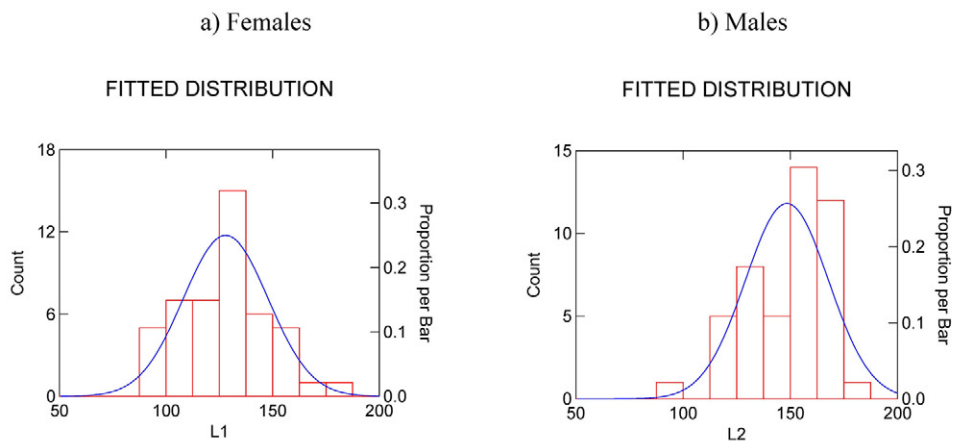 a) Females
FITTED DISTRIBUTION
18
12
6
0
Count
0.3
0.2
0.1
0.0
Proportion per Bar
50 100 150 200
L1
b) Males
FITTED DISTRIBUTION
15
10
5
0
Count
0.3
0.2
0.1
0.0
Proportion per Bar
50 100 150 200
L2